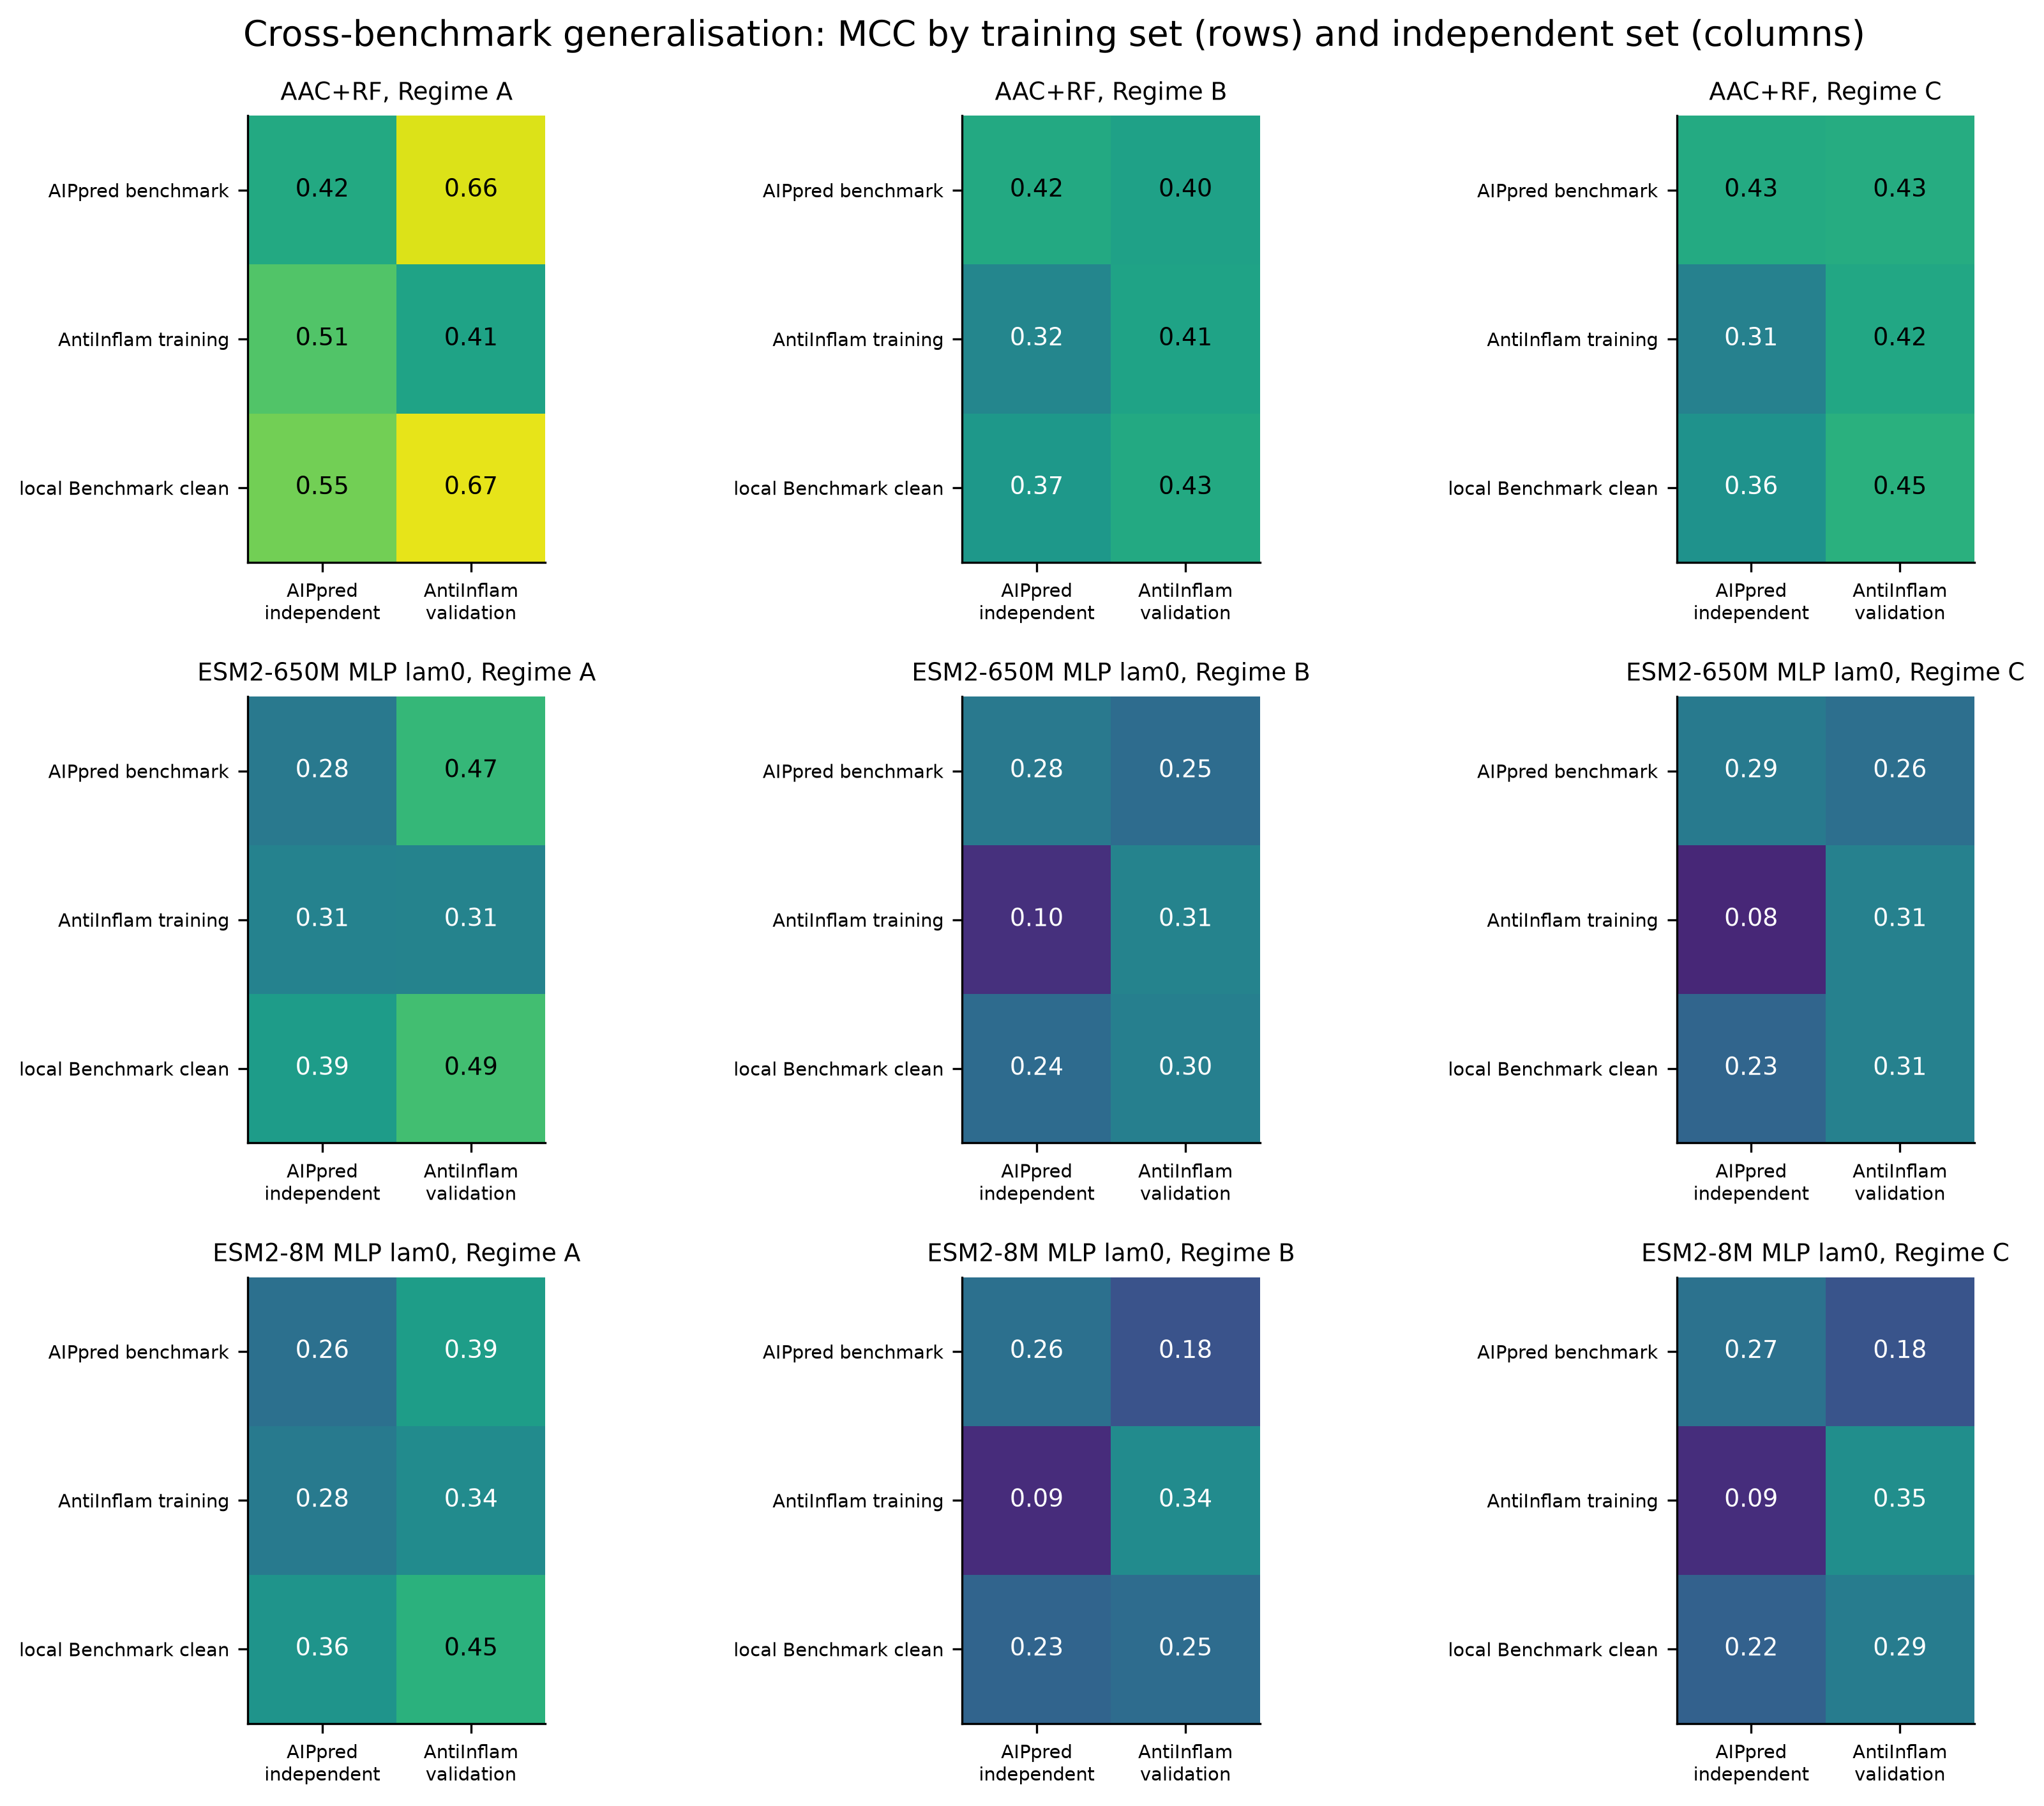 Cross-benchmark generalisation: MCC by training set (rows) and independent set (columns)
AAC+RF, Regime A
AIPpred benchmark
0.42 0.66
AntiInflam training
0.51 0.41
local Benchmark clean
0.55 0.67
AIPpred independent
AntiInflam validation
AAC+RF, Regime B
AIPpred benchmark
0.42 0.40
AntiInflam training
0.32 0.41
local Benchmark clean
0.37 0.43
AIPpred independent
AntiInflam validation
AAC+RF, Regime C
AIPpred benchmark
0.43 0.43
AntiInflam training
0.31 0.42
local Benchmark clean
0.36 0.45
AIPpred independent
AntiInflam validation
ESM2-650M MLP lam0, Regime A
AIPpred benchmark
0.28 0.47
AntiInflam training
0.31 0.31
local Benchmark clean
0.39 0.49
AIPpred independent
AntiInflam validation
ESM2-650M MLP lam0, Regime B
AIPpred benchmark
0.28 0.25
AntiInflam training
0.10 0.31
local Benchmark clean
0.24 0.30
AIPpred independent
AntiInflam validation
ESM2-650M MLP lam0, Regime C
AIPpred benchmark
0.29 0.26
AntiInflam training
0.08 0.31
local Benchmark clean
0.23 0.31
AIPpred independent
AntiInflam validation
ESM2-8M MLP lam0, Regime A
AIPpred benchmark
0.26 0.39
AntiInflam training
0.28 0.34
local Benchmark clean
0.36 0.45
AIPpred independent
AntiInflam validation
ESM2-8M MLP lam0, Regime B
AIPpred benchmark
0.26 0.18
AntiInflam training
0.09 0.34
local Benchmark clean
0.23 0.25
AIPpred independent
AntiInflam validation
ESM2-8M MLP lam0, Regime C
AIPpred benchmark
0.27 0.18
AntiInflam training
0.09 0.35
local Benchmark clean
0.22 0.29
AIPpred independent
AntiInflam validation